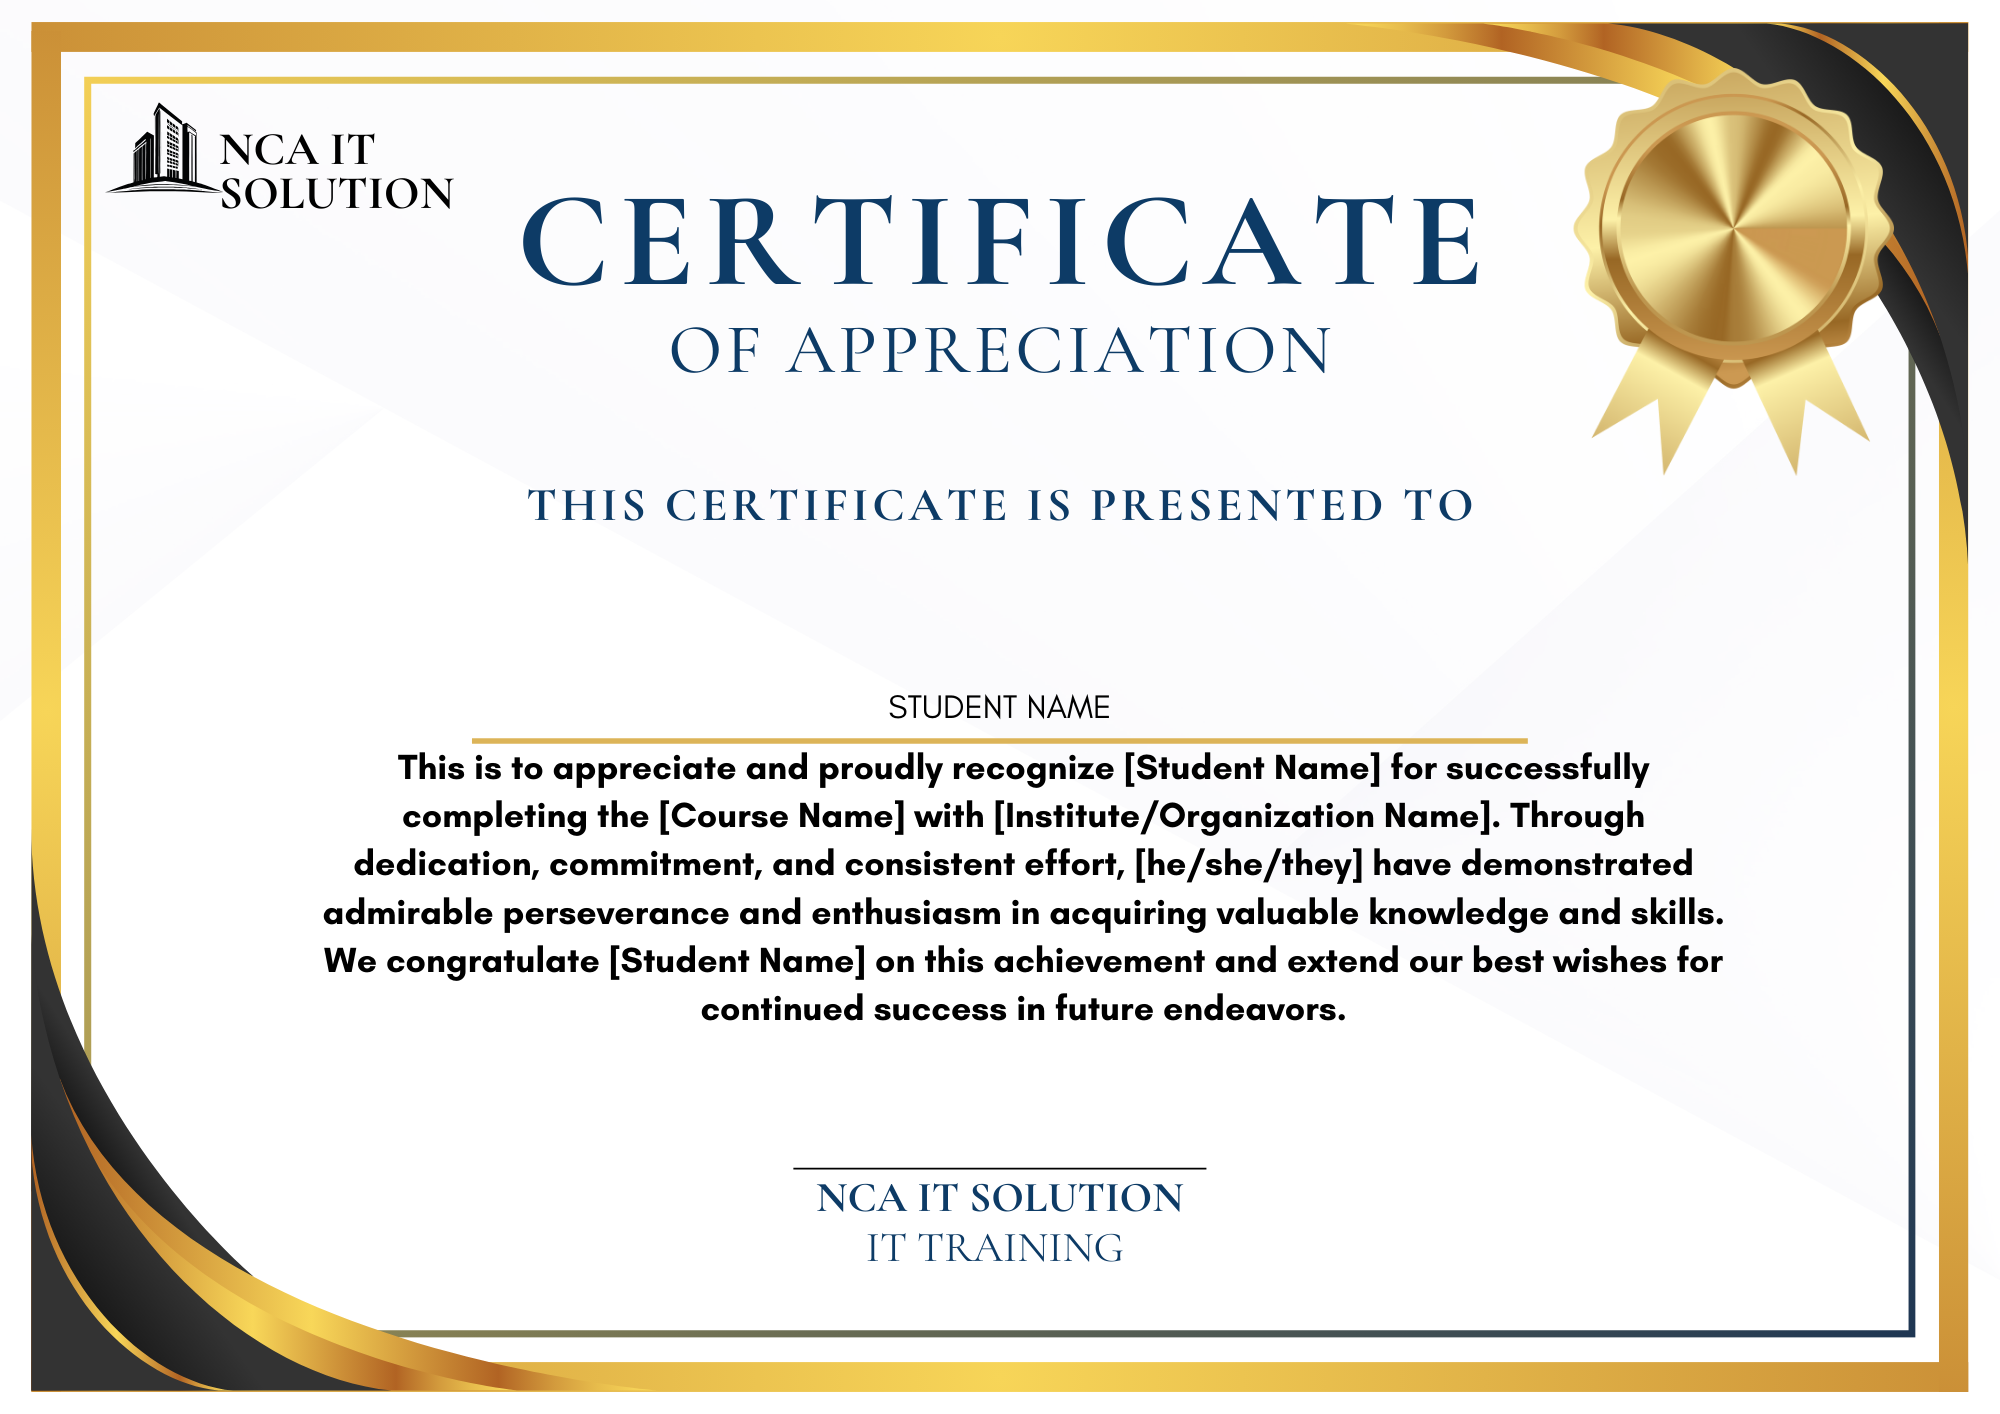 NCA IT
SOLUTION
CERTIFICATE
OF APPRECIATION
THIS CERTIFICATE IS PRESENTED TO
STUDENT NAME
This is to appreciate and proudly recognize [Student Name] for successfully
completing the [Course Name] with [Institute/Organization Name]. Through
dedication, commitment, and consistent effort, [he/she/they] have demonstrated
admirable perseverance and enthusiasm in acquiring valuable knowledge and skills.
We congratulate [Student Name] on this achievement and extend our best wishes for
continued success in future endeavors.
NCA IT SOLUTION
IT TRAINING